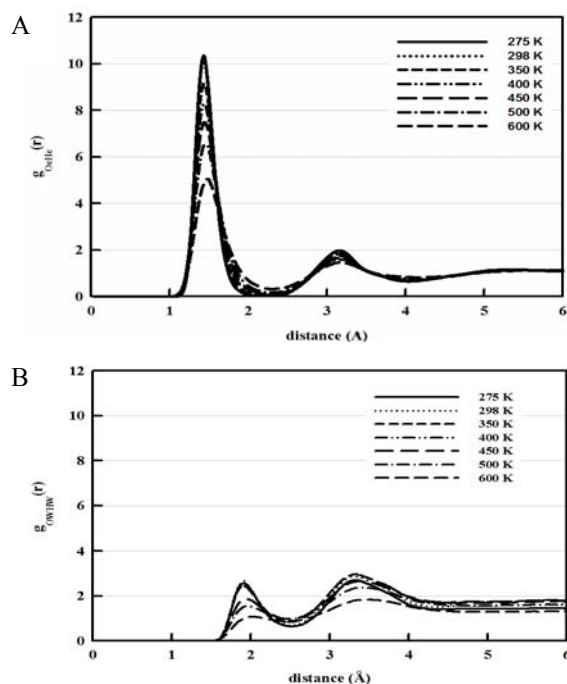 A
12
10
8
6
4
2
0
g OeHe (r)
275 K
298 K
350 K
400 K
450 K
500 K
600 K
0 1 2 3 4 5 6
distance (A)
B
12
10
8
6
4
2
0
g OWHW (r)
275 K
298 K
350 K
400 K
450 K
500 K
600 K
0 1 2 3 4 5 6
distance (Å)